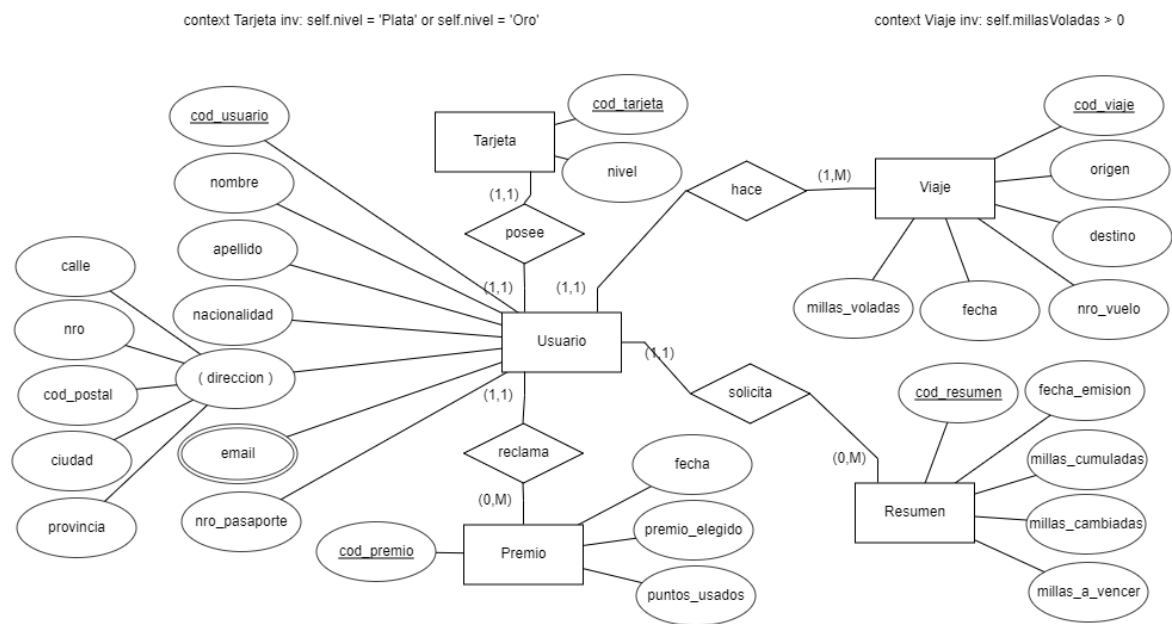 context Tarjeta inv: self.nivel = 'Plata' or self.nivel = 'Oro'
context Viaje inv: self.millasVoladas > 0
cod_usuario
nombre
apellido
nacionalidad
( direccion )
email
nro_pasaporte
calle
nro
cod_postal
ciudad
provincia
Tarjeta
cod_tarjeta
nivel
(1,1)
posee
(1,1)
Usuario
(1,1)
hace
(1,M)
Viaje
cod_viaje
origen
destino
nro_vuelo
fecha
millas_voladas
(1,1)
solicita
(0,M)
Resumen
cod_resumen
fecha_emision
millas_cumuladas
millas_cambiadas
millas_a_vencer
(1,1)
reclama
(0,M)
Premio
cod_premio
fecha
premio_elegido
puntos_usados